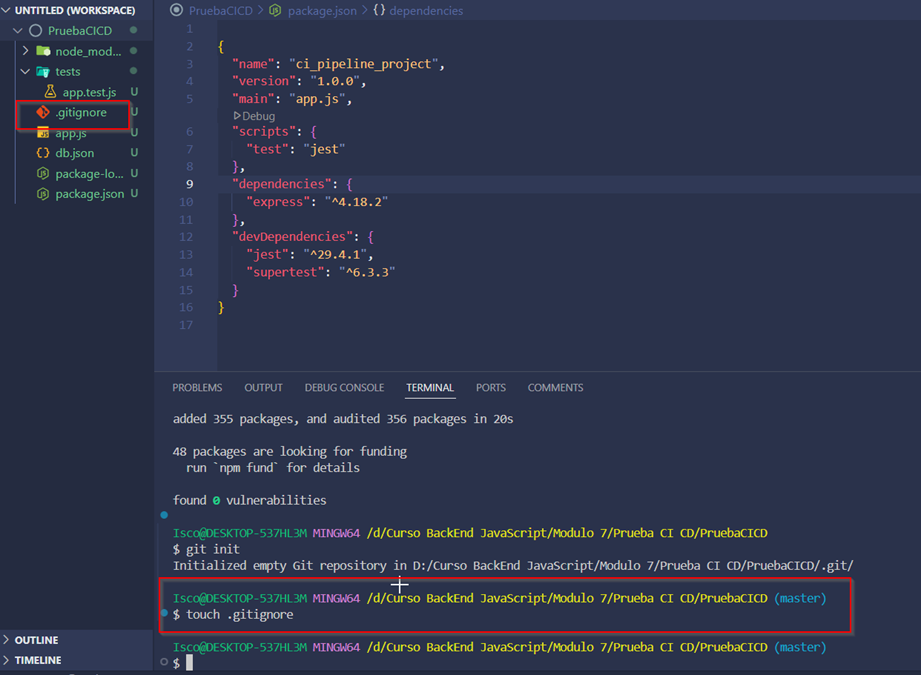 UNTITLED (WORKSPACE)
PruebaCICD
node_mod...
tests
app.test.js U
.gitignore U
JS app.js U
{} db.json U
JS package-lo... U
JS package.json U
OUTLINE
TIMELINE
PruebaCICD > JS package.json > {} dependencies
1
2 {
3 "name": "ci_pipeline_project",
4 "version": "1.0.0",
5 "main": "app.js",
Debug
6 "scripts": {
7 "test": "jest"
8 },
9 "dependencies": {
10 "express": "^4.18.2"
11 },
12 "devDependencies": {
13 "jest": "^29.4.1",
14 "supertest": "^6.3.3"
15 }
16 }
17
PROBLEMS OUTPUT DEBUG CONSOLE TERMINAL PORTS COMMENTS
added 355 packages, and audited 356 packages in 20s
48 packages are looking for funding
run `npm fund` for details
found 0 vulnerabilities
Isco@DESKTOP-537HL3M MINGW64 /d/Curso BackEnd JavaScript/Modulo 7/Prueba CI CD/PruebaCICD
$ git init
Initialized empty Git repository in D:/Curso BackEnd JavaScript/Modulo 7/Prueba CI CD/PruebaCICD/.git/
Isco@DESKTOP-537HL3M MINGW64 /d/Curso BackEnd JavaScript/Modulo 7/Prueba CI CD/PruebaCICD (master)
$ touch .gitignore
Isco@DESKTOP-537HL3M MINGW64 /d/Curso BackEnd JavaScript/Modulo 7/Prueba CI CD/PruebaCICD (master)
$